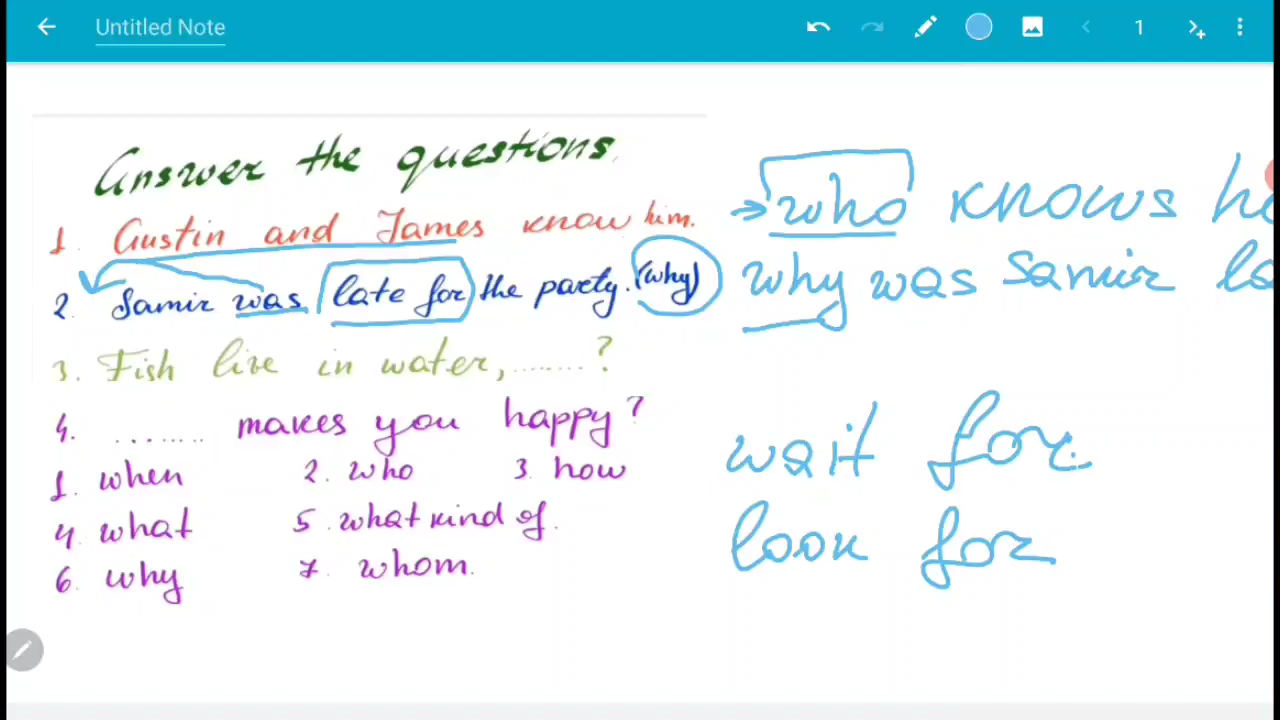 Untitled Note
1
Answer the questions.
1. Gustin and James know him.
2. Samir was late for the party. (why)
3. Fish live in water, ........?
4. ......... makes you happy?
1. when 2. who 3. how
4. what 5. what kind of.
6. why 7. whom.
→ who knows
why was Samir
wait for
look for